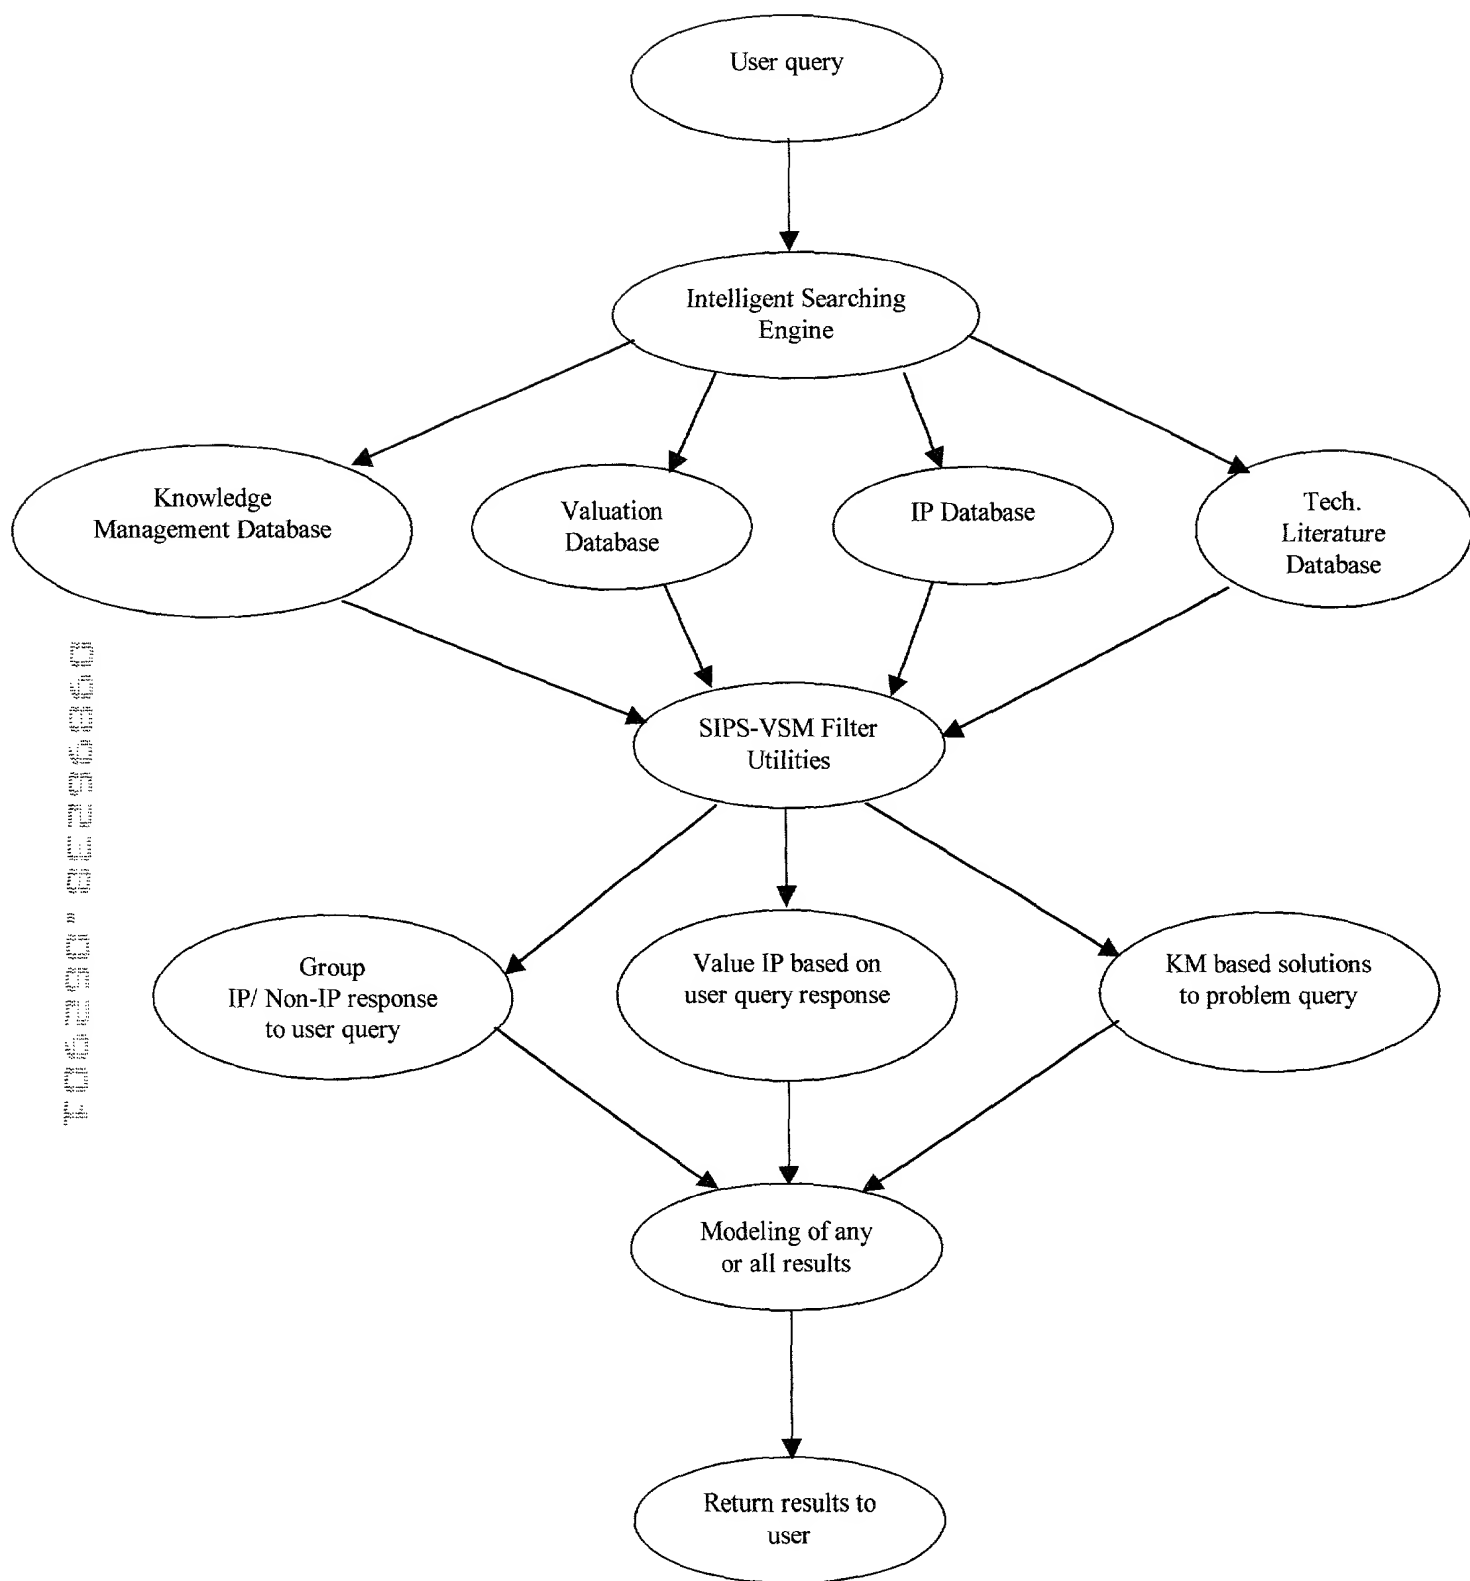 User query
Intelligent Searching
Engine
Knowledge
Management Database
Valuation
Database
IP Database
Tech.
Literature
Database
SIPS-VSM Filter
Utilities
Group
IP/ Non-IP response
to user query
Value IP based on
user query response
KM based solutions
to problem query
Modeling of any
or all results
Return results to
user